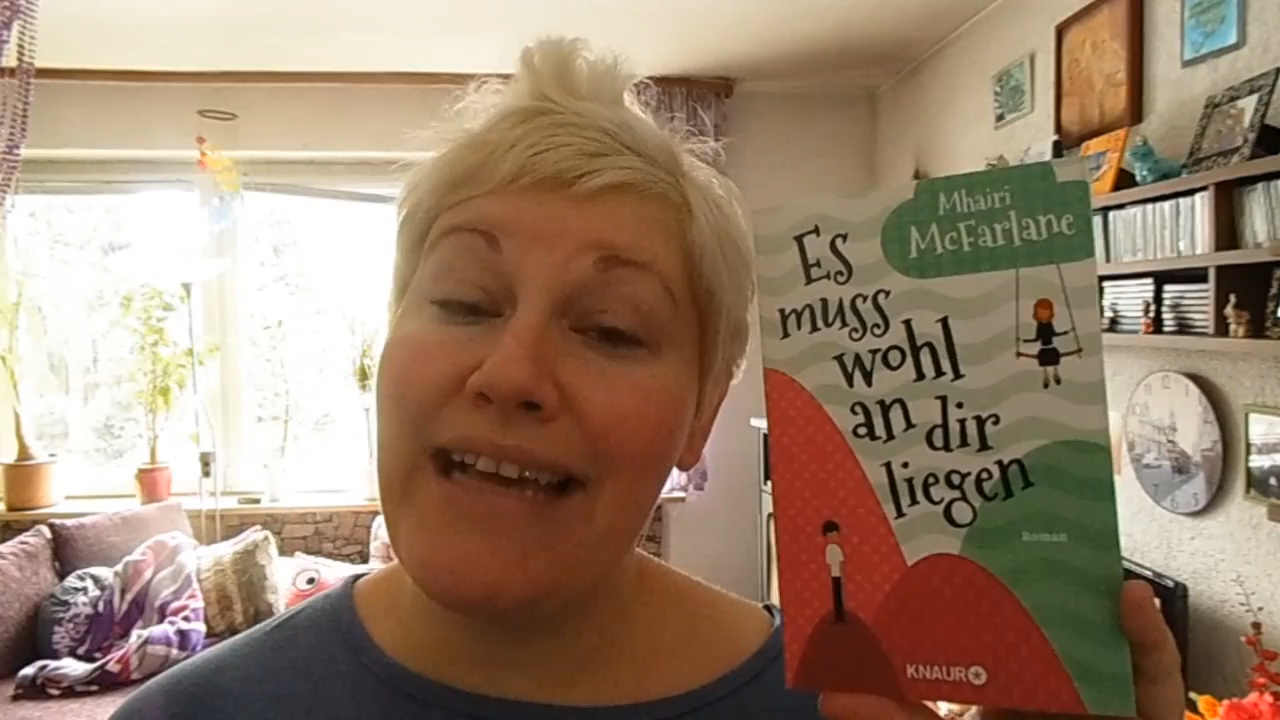 Mhairi
McFarlane
Es
muss
wohl
an dir
liegen
Roman
KNAUR